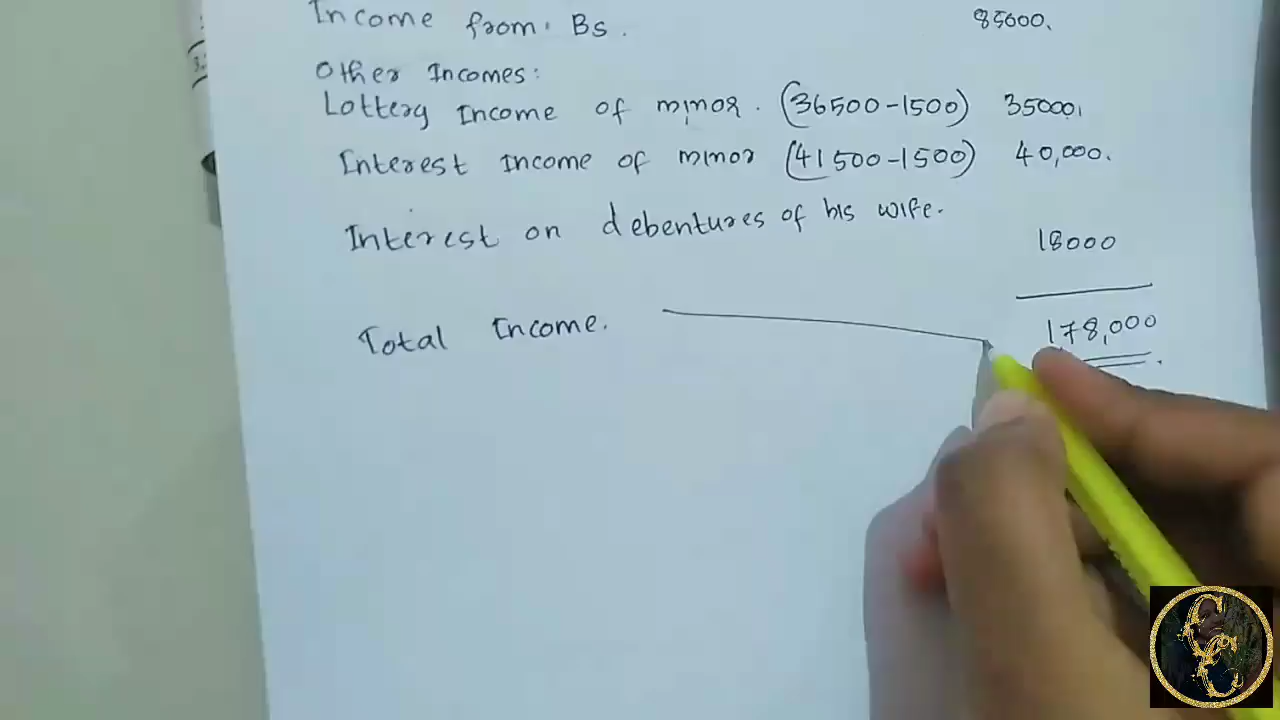 Income from. Bs. 85000.
Other Incomes:
Lottery Income of minor. (36500-1500) 35000.
Interest Income of minor (41500-1500) 40,000.
Interest on debentures of his wife. 18000
Total Income. 178,000